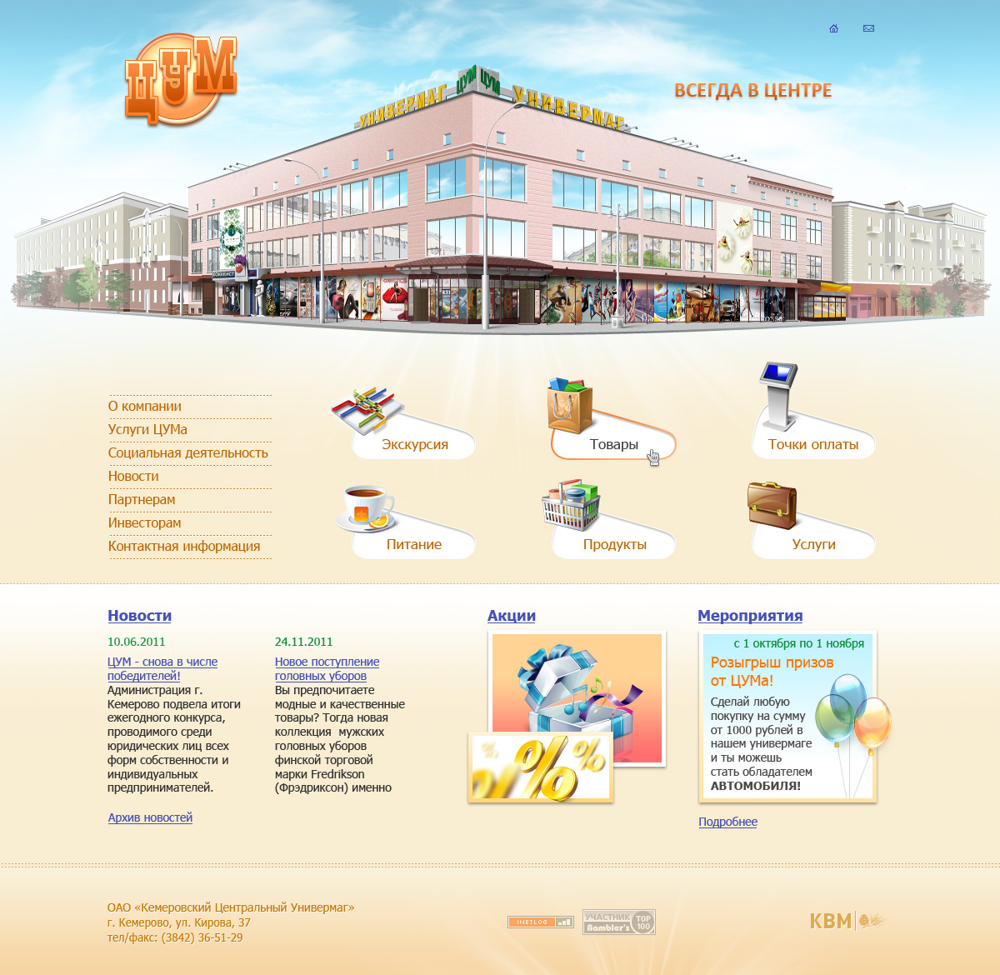 ЦУМ
ВСЕГДА В ЦЕНТРЕ
УНИВЕРМАГ ЦУМ ЦУМ УНИВЕРМАГ
О компании
Услуги ЦУМа
Социальная деятельность
Новости
Партнерам
Инвесторам
Контактная информация
Экскурсия
Товары
Точки оплаты
Питание
Продукты
Услуги
Новости
10.06.2011
ЦУМ - снова в числе
победителей!
Администрация г.
Кемерово подвела итоги
ежегодного конкурса,
проводимого среди
юридических лиц всех
форм собственности и
индивидуальных
предпринимателей.
24.11.2011
Новое поступление
головных уборов
Вы предпочитаете
модные и качественные
товары? Тогда новая
коллекция  мужских
головных уборов
финской торговой
марки Fredrikson
(Фрэдриксон) именно
Архив новостей
Акции
%
%
%
Мероприятия
с 1 октября по 1 ноября
Розыгрыш призов
от ЦУМа!
Сделай любую
покупку на сумму
от 1000 рублей в
нашем универмаге
и ты можешь
стать обладателем
АВТОМОБИЛЯ!
Подробнее
ОАО «Кемеровский Центральный Универмаг»
г. Кемерово, ул. Кирова, 37
тел/факс: (3842) 36-51-29
INETLOG
УЧАСТНИК
Rambler's
TOP
100
КВМ